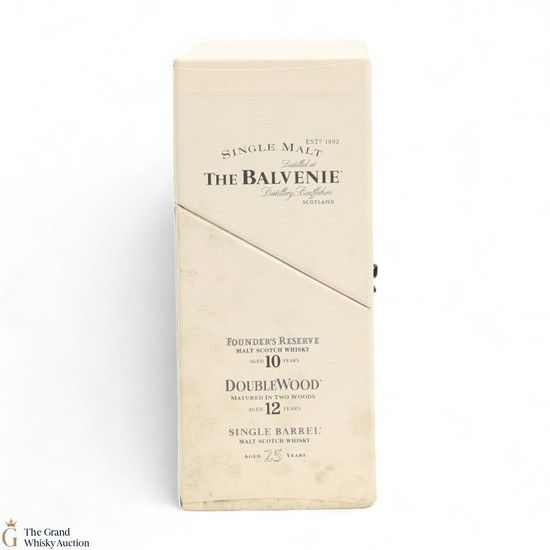 ESTD 1892
SINGLE MALT
Distilled at
THE BALVENIE
Distillery, Banffshire
SCOTLAND
FOUNDER'S RESERVE
MALT SCOTCH WHISKY
AGED 10 YEARS
DOUBLEWOOD
MATURED IN TWO WOODS
AGED 12 YEARS
SINGLE BARREL
MALT SCOTCH WHISKY
AGED 25 YEARS
G
The Grand
Whisky Auction